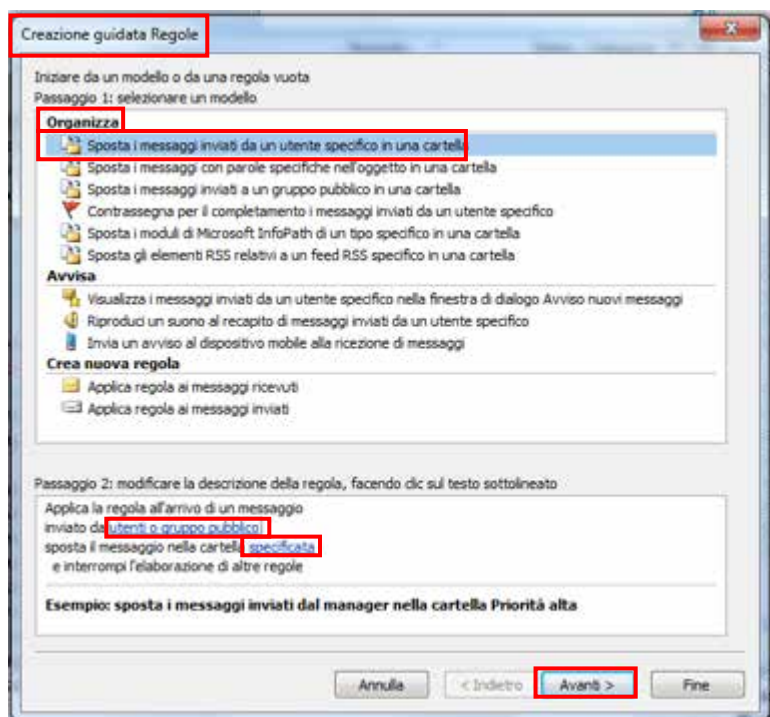 Creazione guidata Regole
Iniziare da un modello o da una regola vuota
Passaggio 1: selezionare un modello
Organizza
Sposta i messaggi inviati da un utente specifico in una cartella
Sposta i messaggi con parole specifiche nell'oggetto in una cartella
Sposta i messaggi inviati a un gruppo pubblico in una cartella
Contrassegna per il completamento i messaggi inviati da un utente specifico
Sposta i moduli di Microsoft InfoPath di un tipo specifico in una cartella
Sposta gli elementi RSS relativi a un feed RSS specifico in una cartella
Avvisa
Visualizza i messaggi inviati da un utente specifico nella finestra di dialogo Avviso nuovi messaggi
Riproduci un suono al recapito di messaggi inviati da un utente specifico
Invia un avviso al dispositivo mobile alla ricezione di messaggi
Crea nuova regola
Applica regola ai messaggi ricevuti
Applica regola ai messaggi inviati
Passaggio 2: modificare la descrizione della regola, facendo clic sul testo sottolineato
Applica la regola all'arrivo di un messaggio
inviato da utenti o gruppo pubblico
sposta il messaggio nella cartella specificata
e interrompi l'elaborazione di altre regole
Esempio: sposta i messaggi inviati dal manager nella cartella Priorità alta
Annulla < Indietro Avanti > Fine